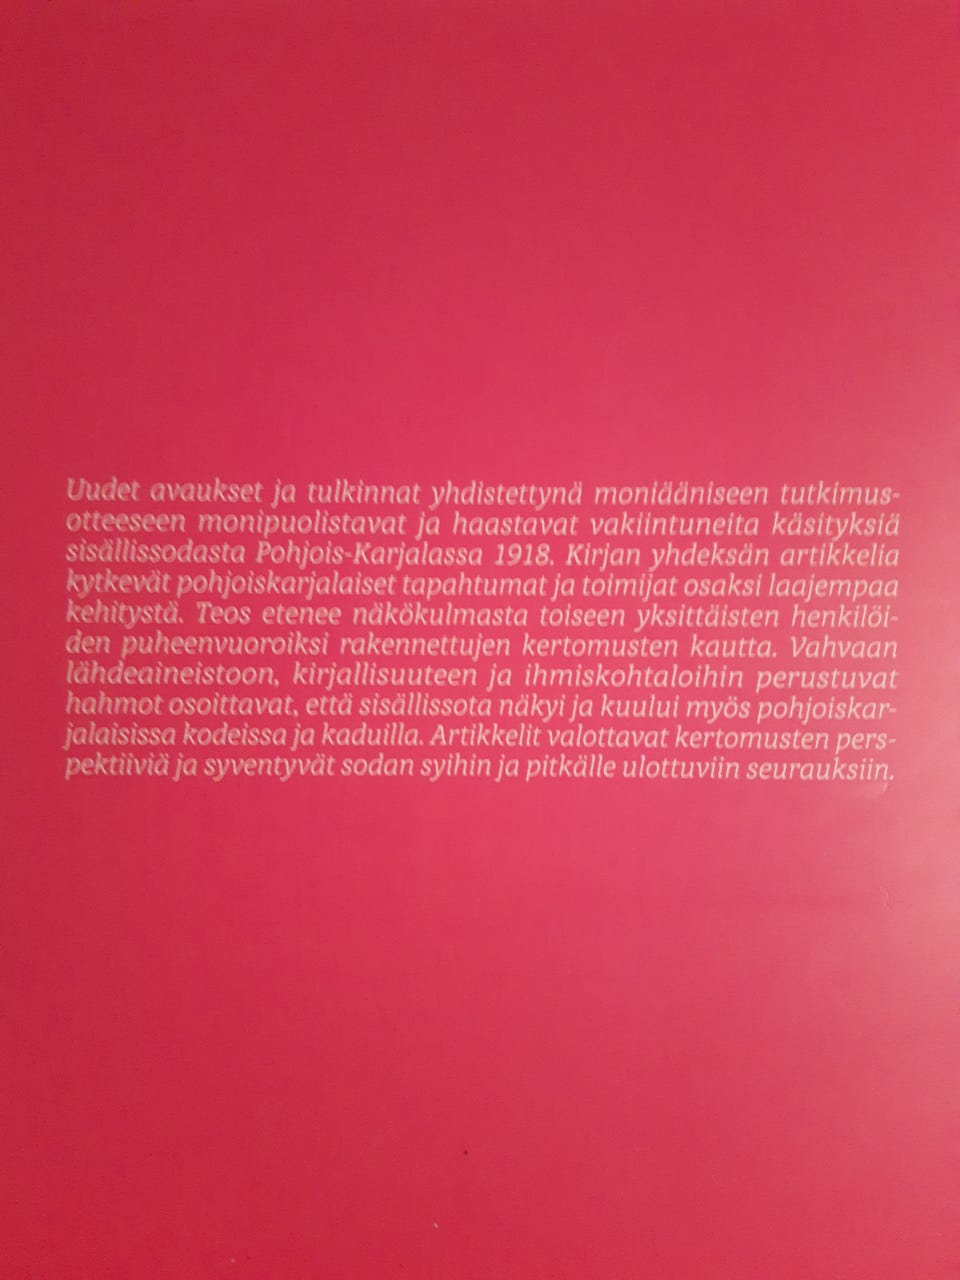 Uudet avaukset ja tulkinnat yhdistettynä moniääniseen tutkimus-
otteeseen monipuolistavat ja haastavat vakiintuneita käsityksiä
sisällissodasta Pohjois-Karjalassa 1918. Kirjan yhdeksän artikkelia
kytkevät pohjoiskarjalaiset tapahtumat ja toimijat osaksi laajempaa
kehitystä. Teos etenee näkökulmasta toiseen yksittäisten henkilöi-
den puheenvuoroiksi rakennettujen kertomusten kautta. Vahvaan
lähdeaineistoon, kirjallisuuteen ja ihmiskohtaloihin perustuvat
hahmot osoittavat, että sisällissota näkyi ja kuului myös pohjoiskar-
jalaisissa kodeissa ja kaduilla. Artikkelit valottavat kertomusten pers-
pektiiviä ja syventyvät sodan syihin ja pitkälle ulottuviin seurauksiin.